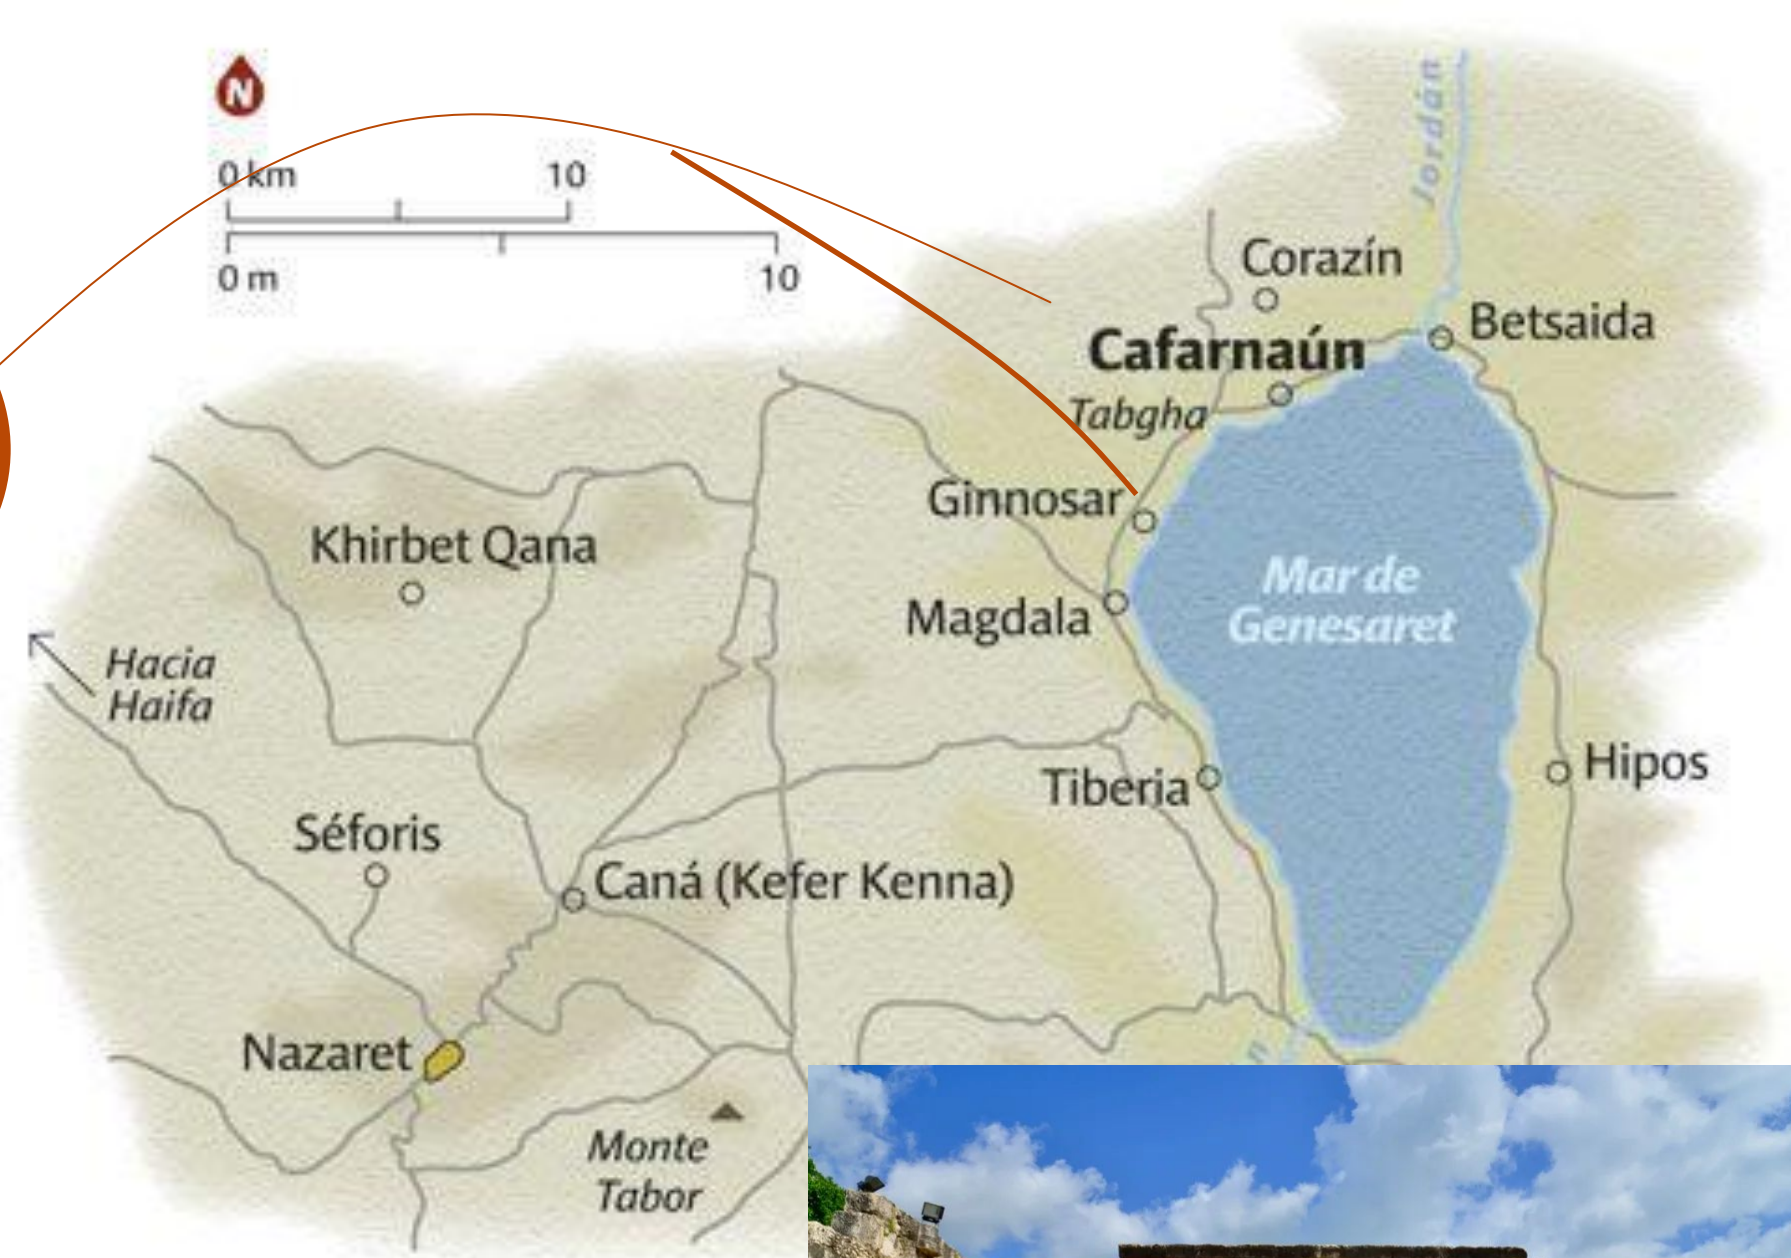 N
0 km 10
0 m 10
Jordán
Corazín
Betsaida
Cafarnaún
Tabgha
Ginnosar
Khirbet Qana
Mar de
Genesaret
Magdala
Hacia
Haifa
Hipos
Tiberia
Séforis
Caná (Kefer Kenna)
Nazaret
Monte
Tabor